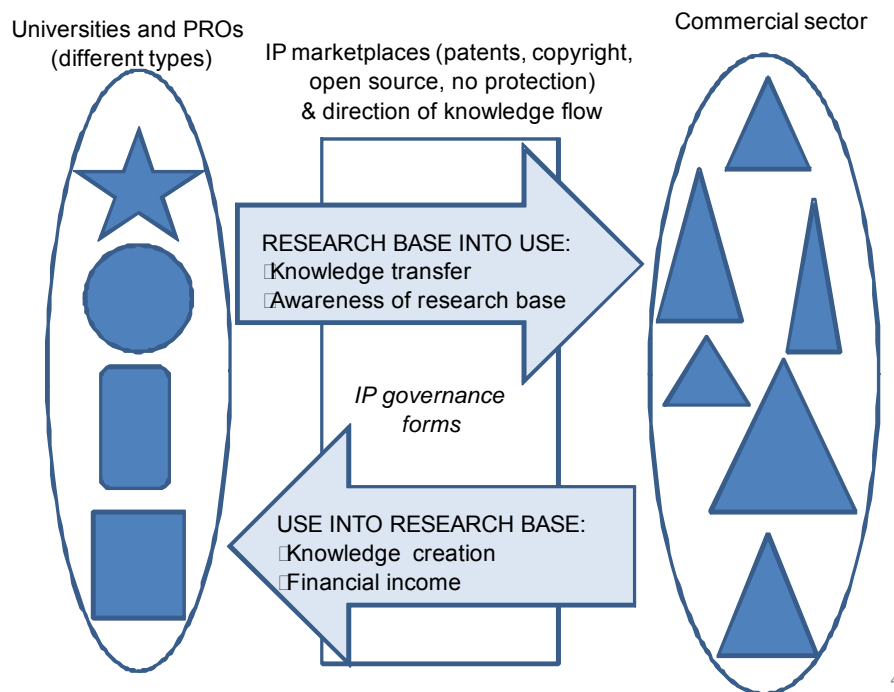 Universities and PROs
(different types)
IP marketplaces (patents, copyright,
open source, no protection)
& direction of knowledge flow
Commercial sector
RESEARCH BASE INTO USE:
Knowledge transfer
Awareness of research base
IP governance
forms
USE INTO RESEARCH BASE:
Knowledge creation
Financial income